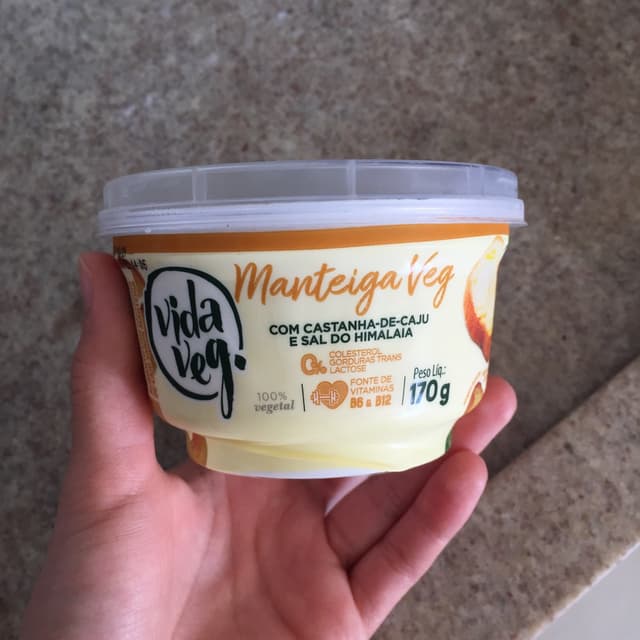 vida
veg.
Manteiga Veg
COM CASTANHA-DE-CAJU
E SAL DO HIMALAIA
0%
COLESTEROL
GORDURAS TRANS
LACTOSE
100%
vegetal
FONTE DE
VITAMINAS
B6 & B12
Peso Líq.:
170g